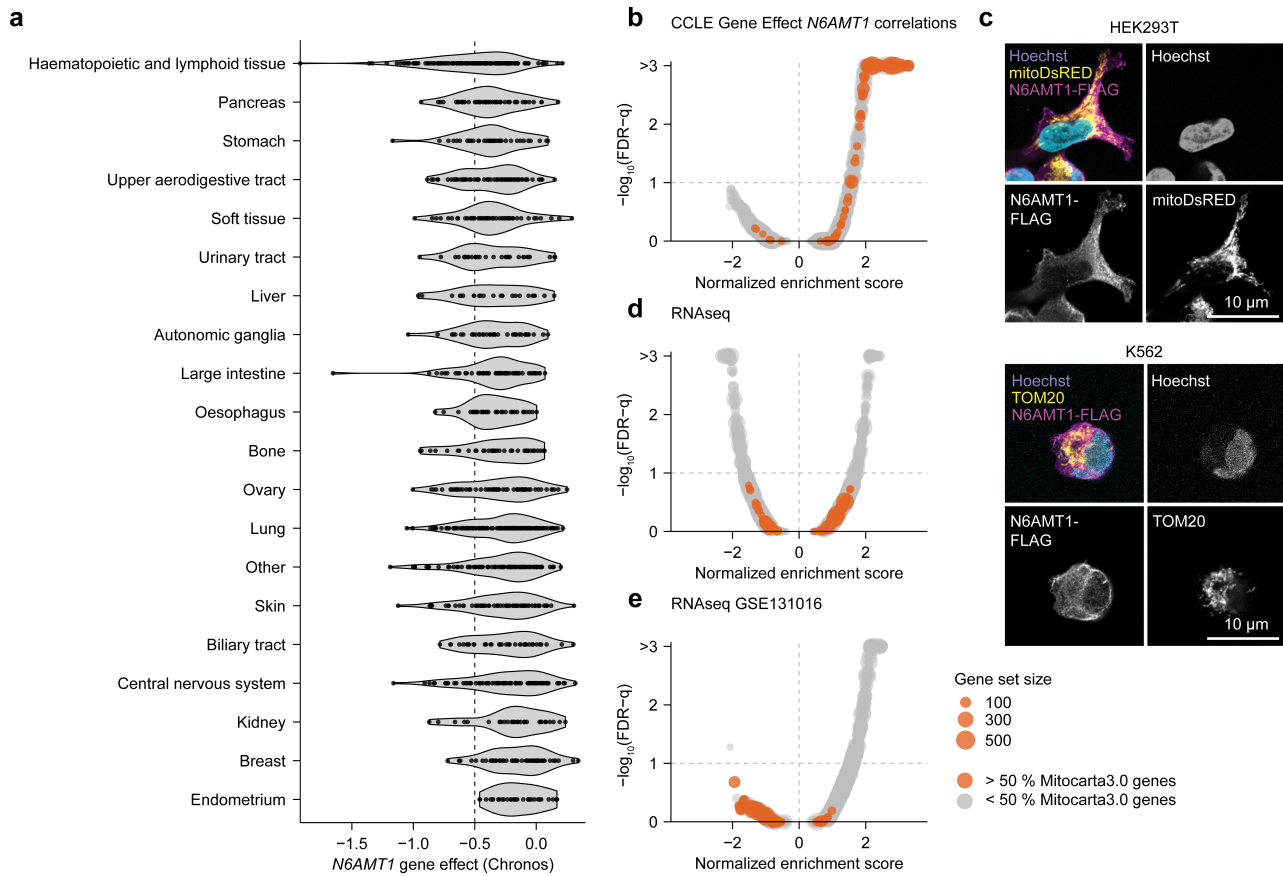 a
Haematopoietic and lymphoid tissue
Pancreas
Stomach
Upper aerodigestive tract
Soft tissue
Urinary tract
Liver
Autonomic ganglia
Large intestine
Oesophagus
Bone
Ovary
Lung
Other
Skin
Biliary tract
Central nervous system
Kidney
Breast
Endometrium
−1.5 −1.0 −0.5 0.0
N6AMT1 gene effect (Chronos)
b
CCLE Gene Effect N6AMT1 correlations
>3
2
1
0
−log10(FDR−q)
−2 0 2
Normalized enrichment score
c
HEK293T
Hoechst
mitoDsRED
N6AMT1-FLAG
Hoechst
N6AMT1-
FLAG
mitoDsRED
10 µm
K562
Hoechst
TOM20
N6AMT1-FLAG
Hoechst
N6AMT1-
FLAG
TOM20
10 µm
d
RNAseq
>3
2
1
0
−log10(FDR−q)
−2 0 2
Normalized enrichment score
e
RNAseq GSE131016
>3
2
1
0
−log10(FDR−q)
−2 0 2
Normalized enrichment score
Gene set size
100
300
500
> 50 % Mitocarta3.0 genes
< 50 % Mitocarta3.0 genes